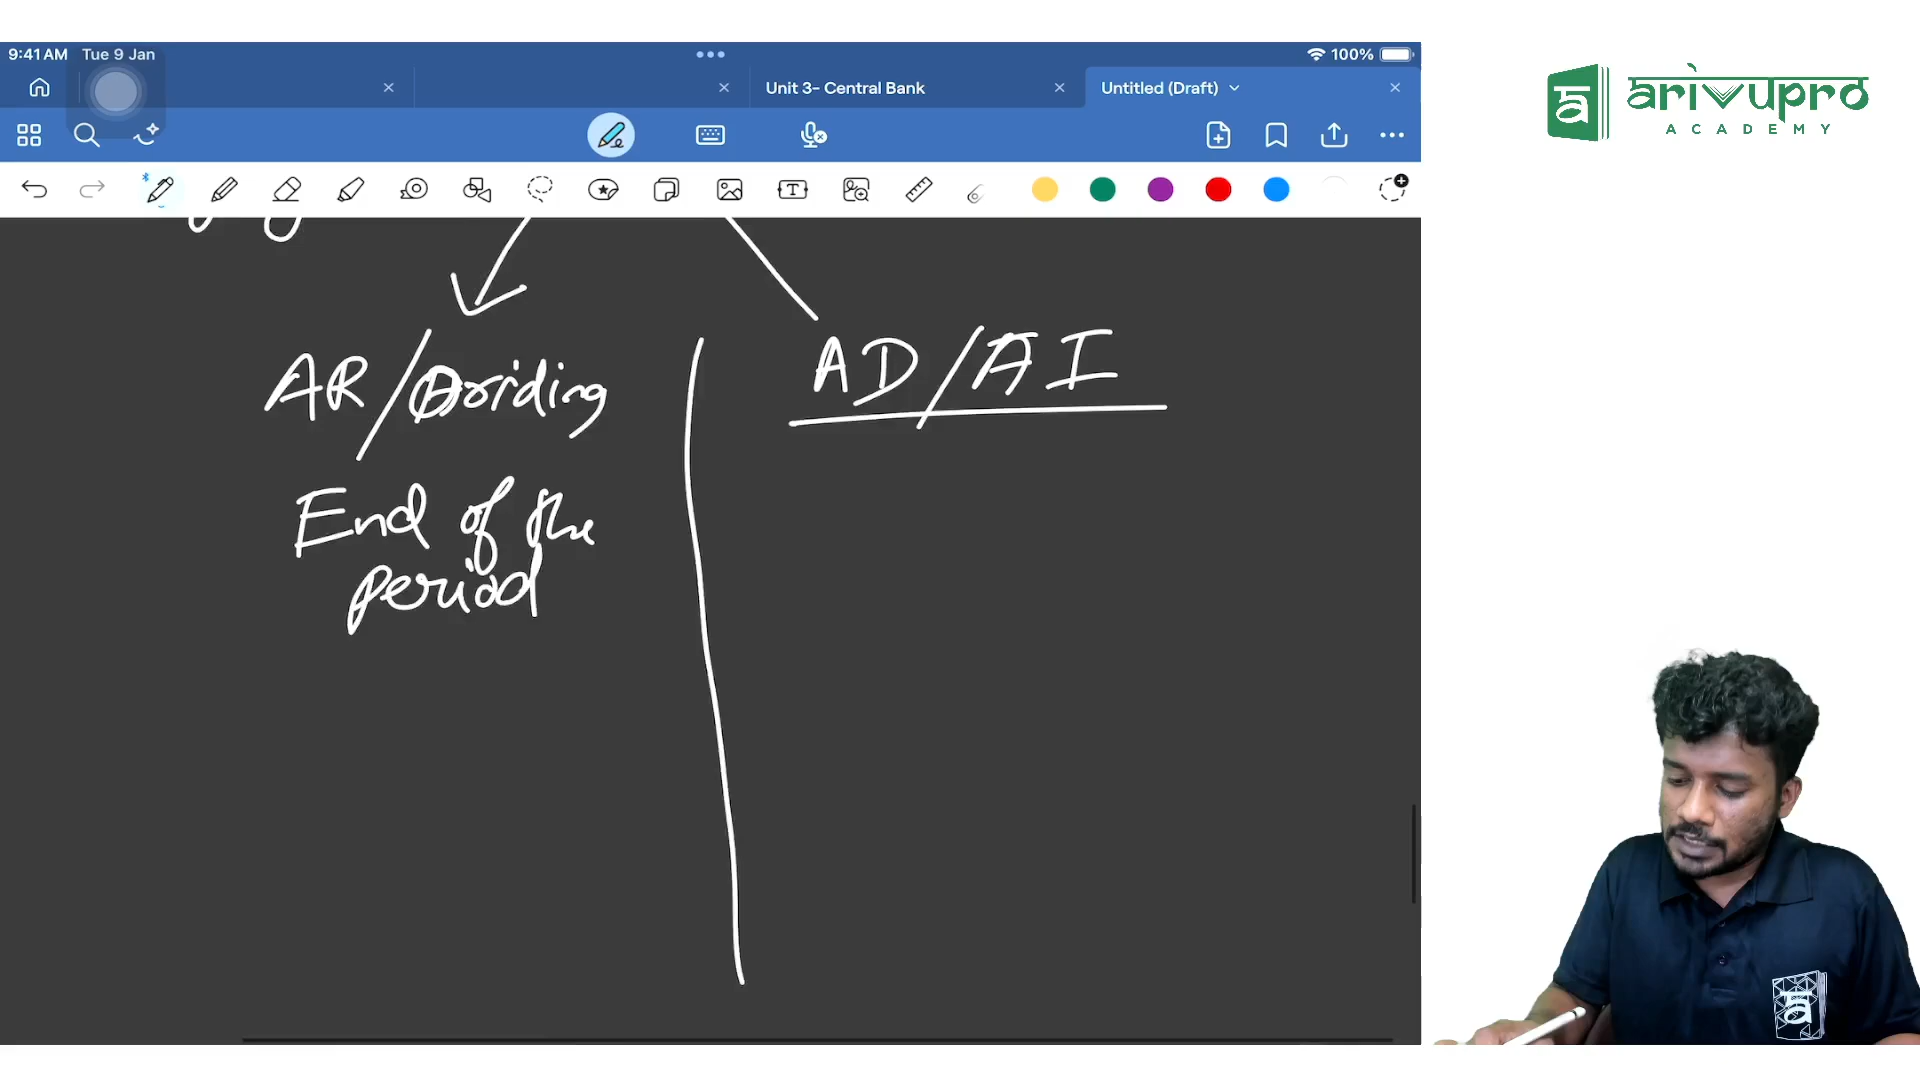 9:41 AM Tue 9 Jan
100%
Unit 3- Central Bank
Untitled (Draft)
arivupro
ACADEMY
AR/
AD/AI
End of the
period